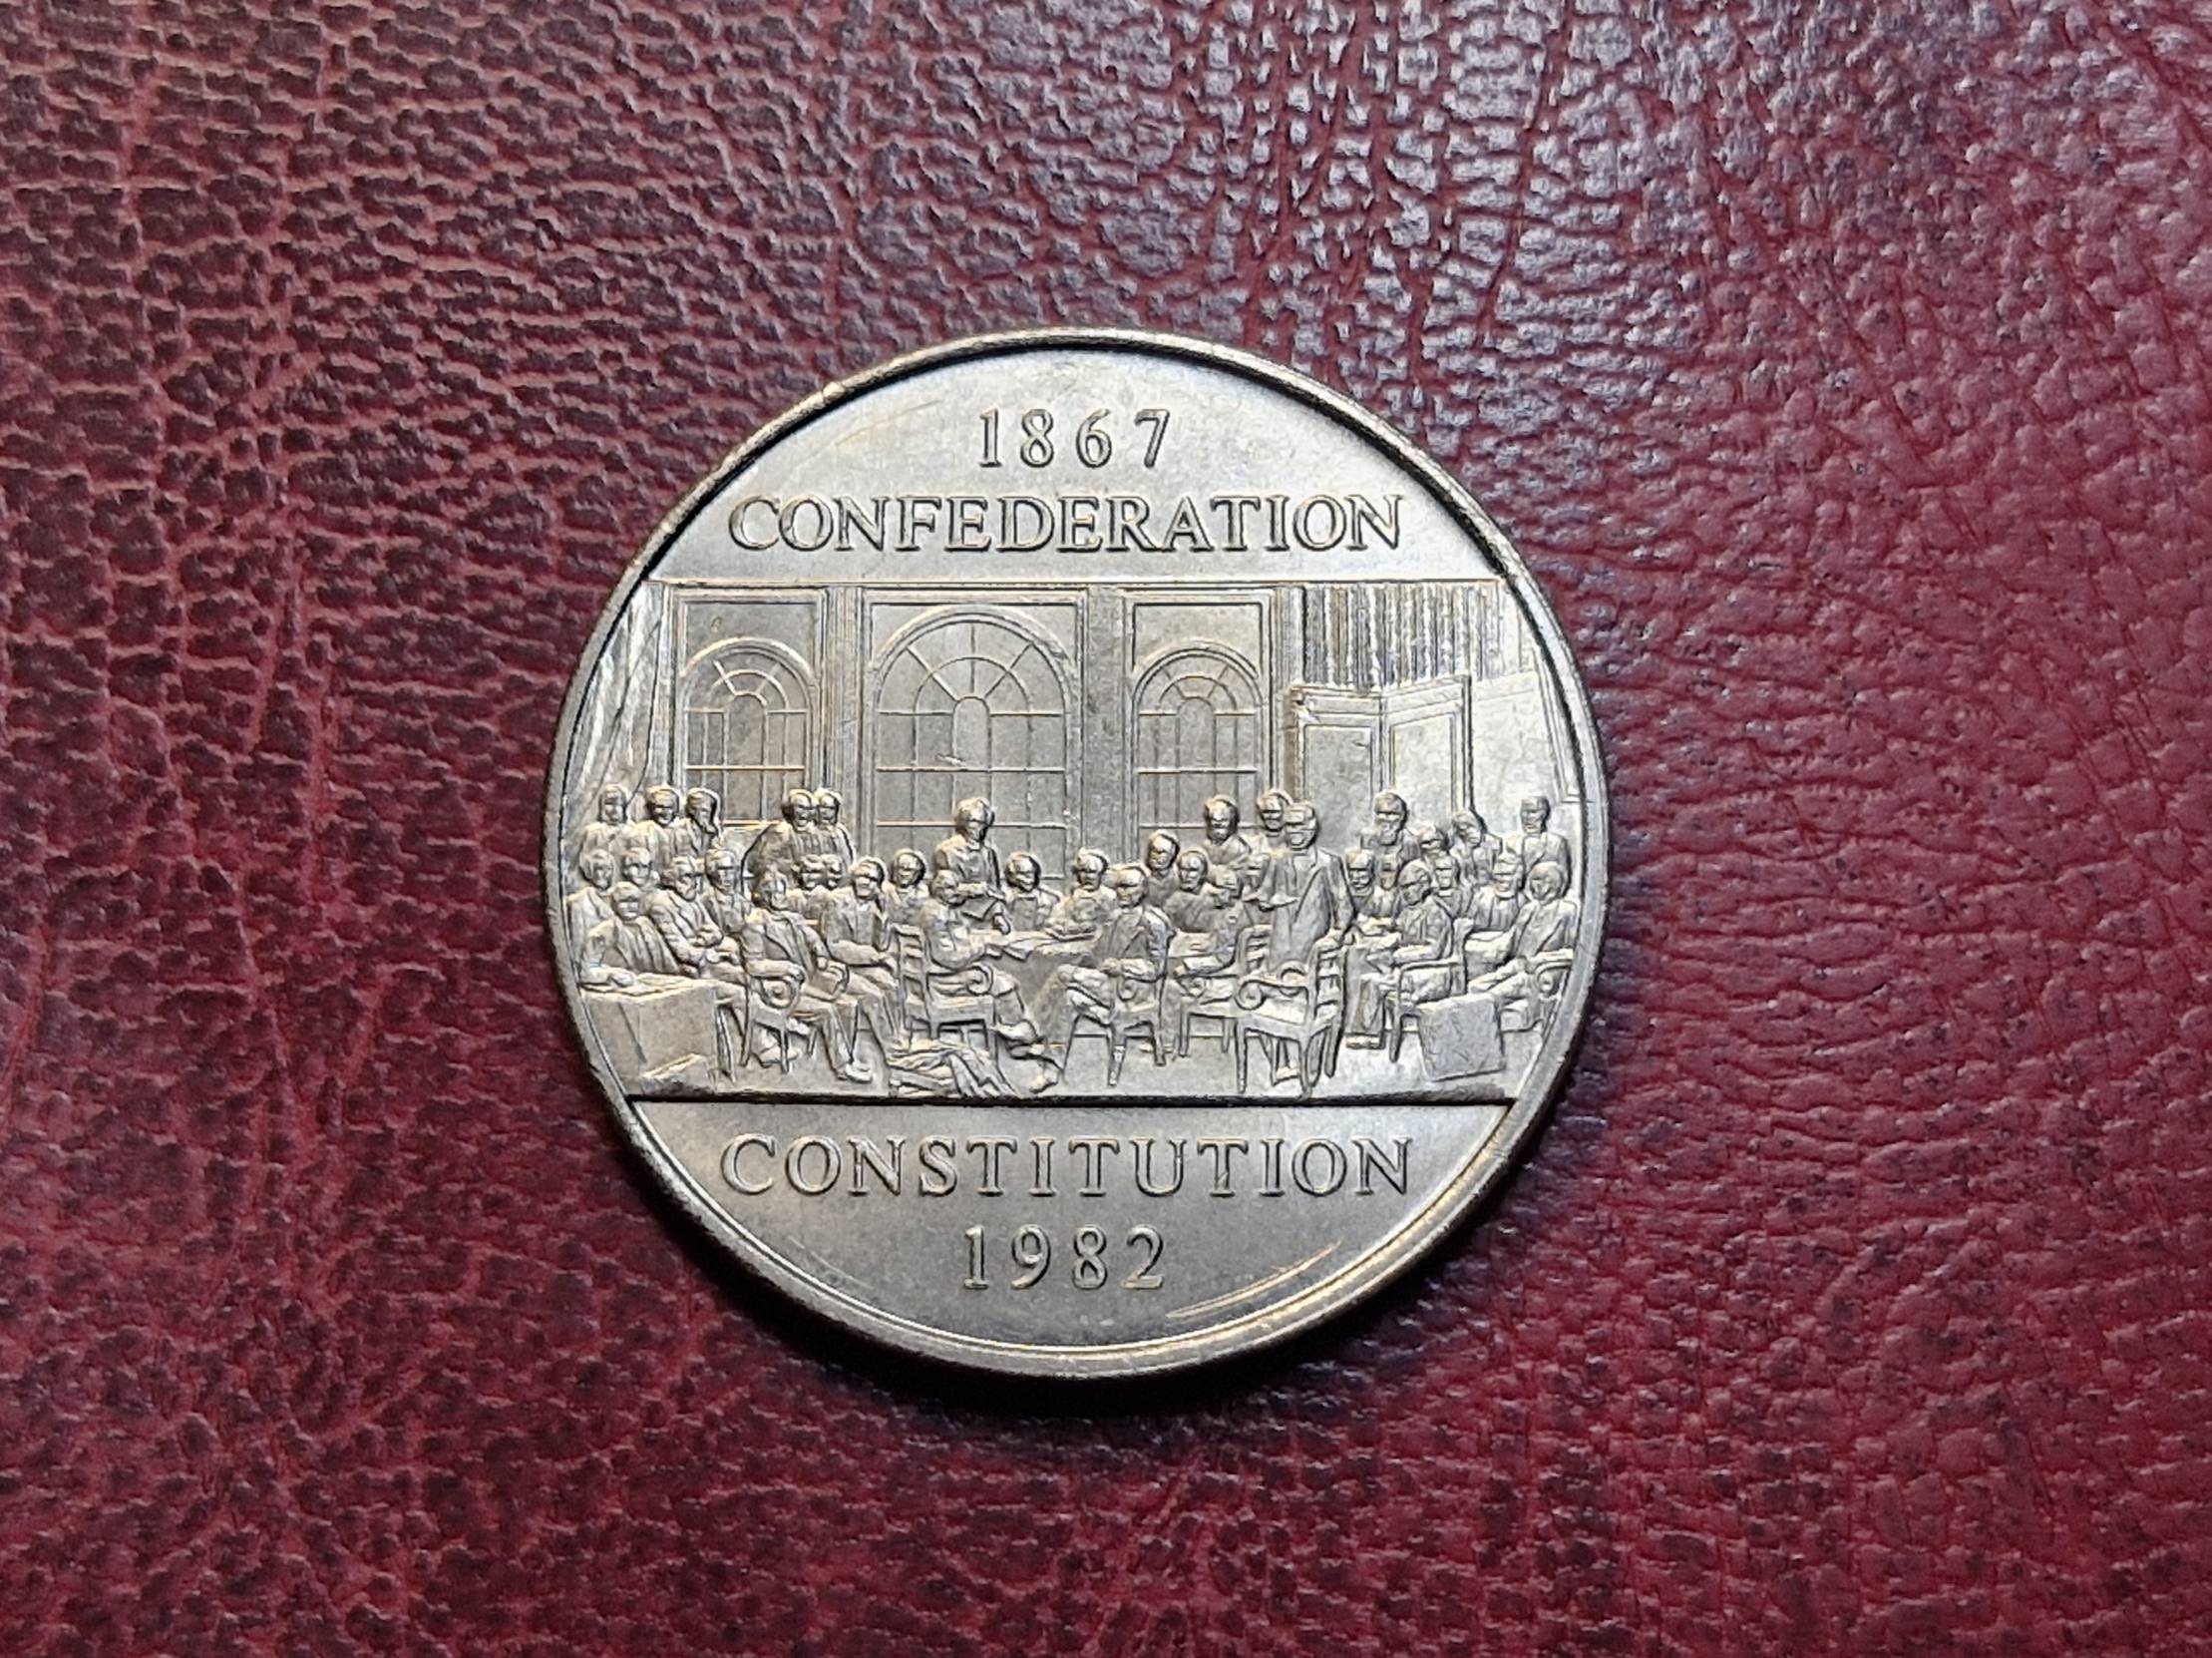 1867
CONFEDERATION
CONSTITUTION
1982